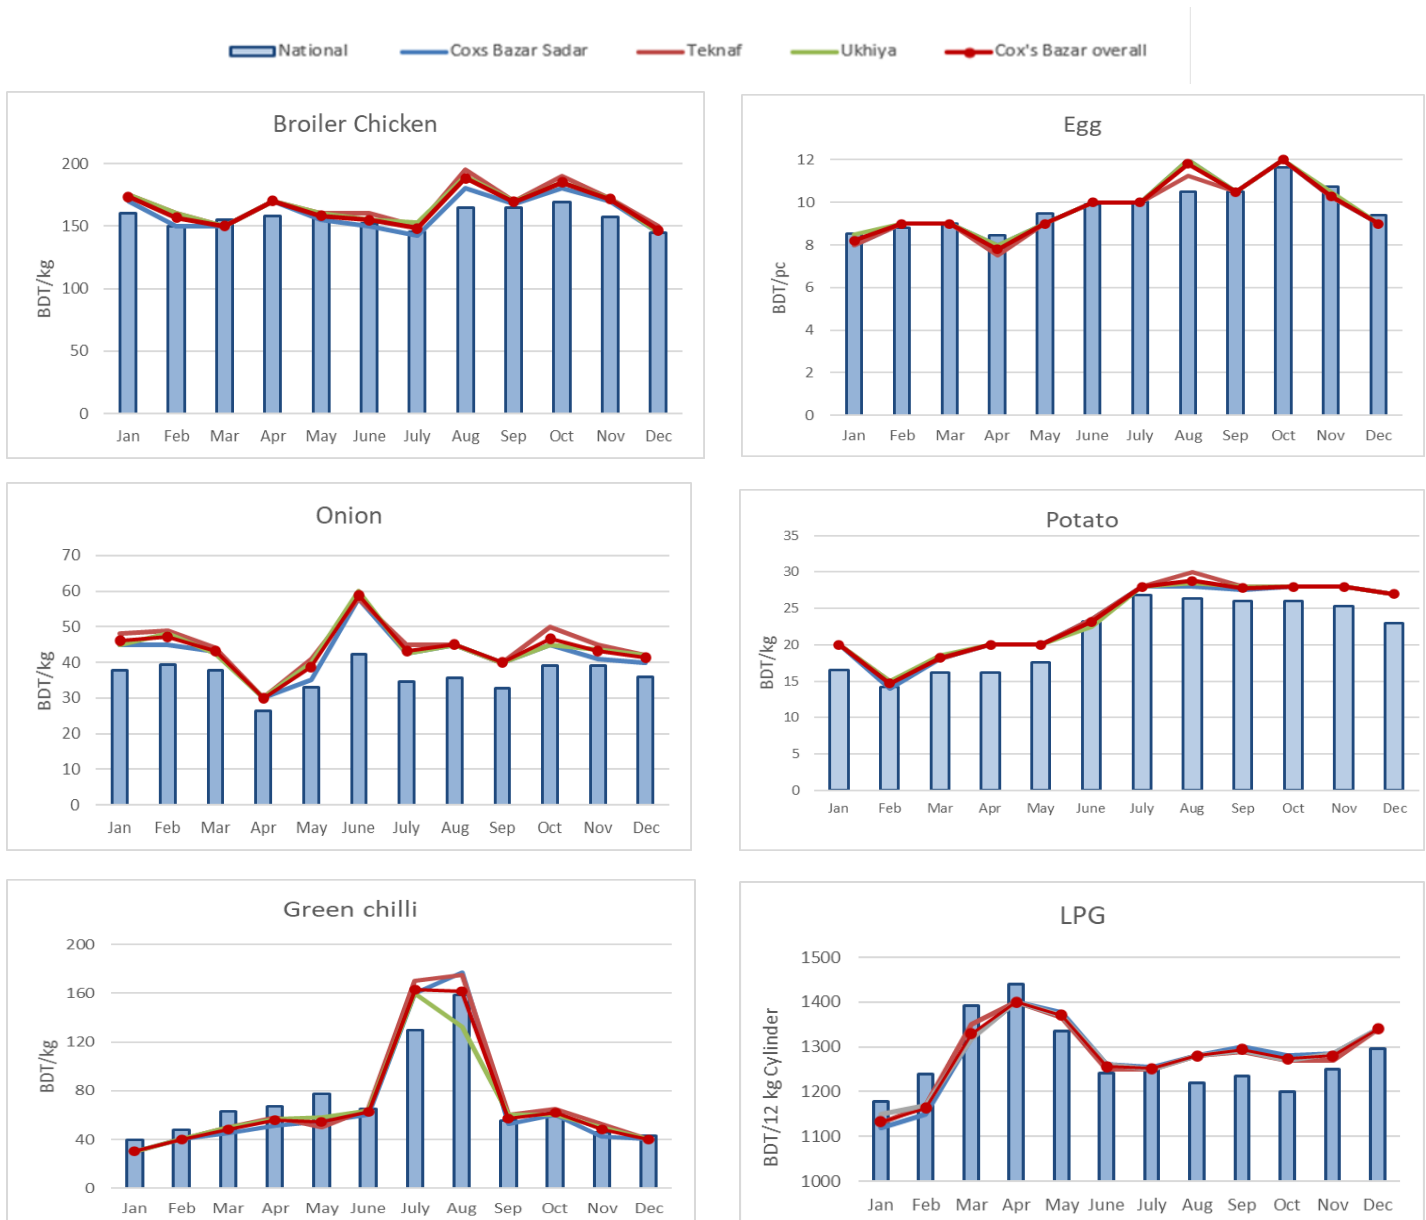 National Coxs Bazar Sadar Teknaf Ukhiya Cox's Bazar overall
Broiler Chicken
BDT/kg
200
150
100
50
0
Jan Feb Mar Apr May June July Aug Sep Oct Nov Dec
Egg
BDT/pc
12
10
8
6
4
2
0
Jan Feb Mar Apr May June July Aug Sep Oct Nov Dec
Onion
BDT/kg
70
60
50
40
30
20
10
0
Jan Feb Mar Apr May June July Aug Sep Oct Nov Dec
Potato
BDT/kg
35
30
25
20
15
10
5
0
Jan Feb Mar Apr May June July Aug Sep Oct Nov Dec
Green chilli
BDT/kg
200
160
120
80
40
0
Jan Feb Mar Apr May June July Aug Sep Oct Nov Dec
LPG
BDT/12 kg Cylinder
1500
1400
1300
1200
1100
1000
Jan Feb Mar Apr May June July Aug Sep Oct Nov Dec